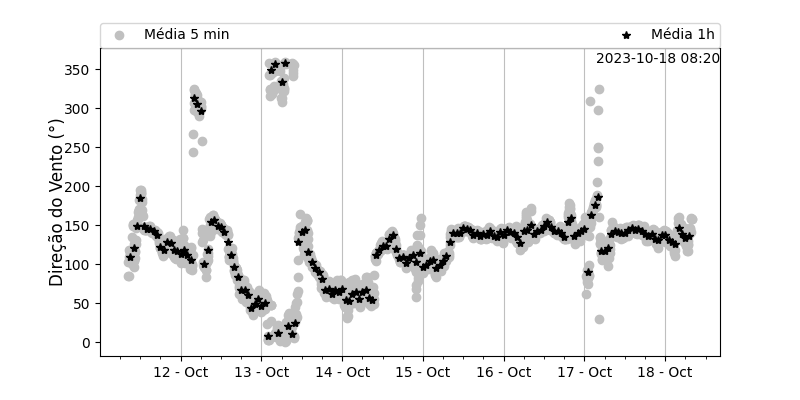 Média 5 min
Média 1h
2023-10-18 08:20
Direção do Vento (°)
350
300
250
200
150
100
50
0
12 - Oct
13 - Oct
14 - Oct
15 - Oct
16 - Oct
17 - Oct
18 - Oct